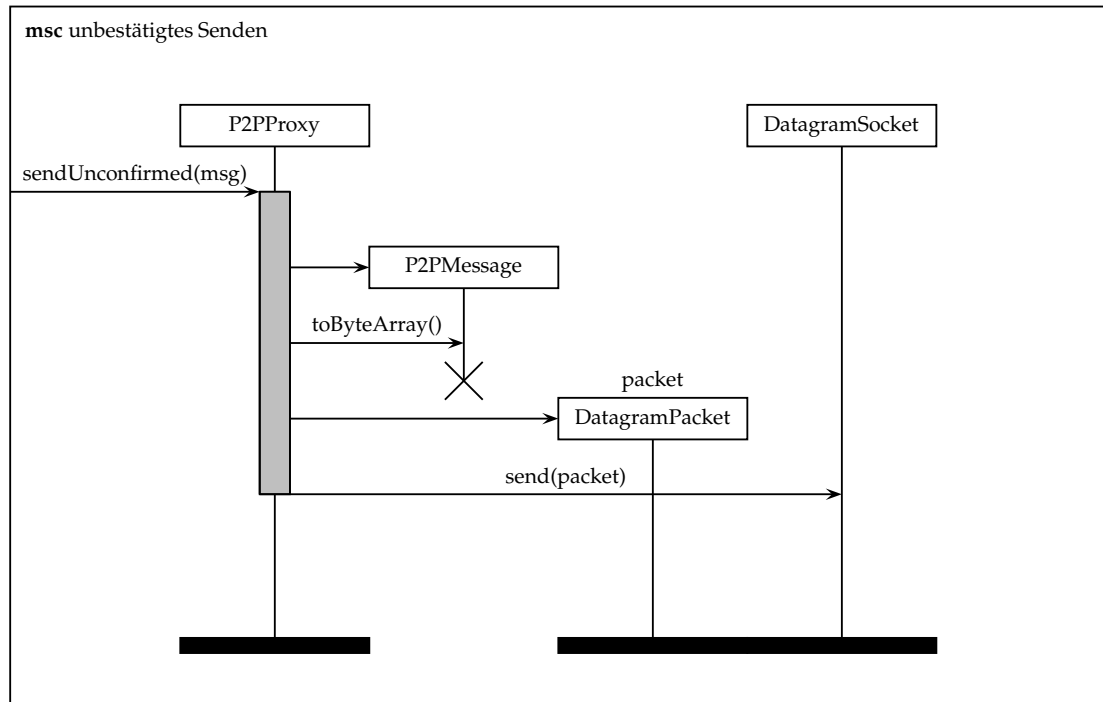 msc unbestätigtes Senden
P2PProxy
DatagramSocket
sendUnconfirmed(msg)
P2PMessage
toByteArray()
packet
DatagramPacket
send(packet)